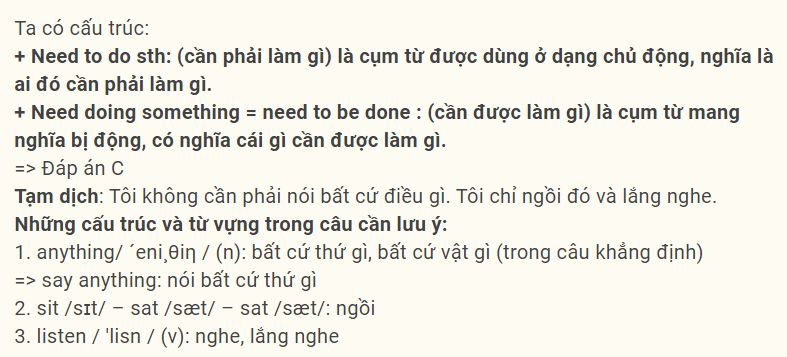 Ta có cấu trúc:
+ Need to do sth: (cần phải làm gì) là cụm từ được dùng ở dạng chủ động, nghĩa là
ai đó cần phải làm gì.
+ Need doing something = need to be done : (cần được làm gì) là cụm từ mang
nghĩa bị động, có nghĩa cái gì cần được làm gì.
=> Đáp án C
Tạm dịch: Tôi không cần phải nói bất cứ điều gì. Tôi chỉ ngồi đó và lắng nghe.
Những cấu trúc và từ vựng trong câu cần lưu ý:
1. anything/ ´eni¸θiη / (n): bất cứ thứ gì, bất cứ vật gì (trong câu khẳng định)
=> say anything: nói bất cứ thứ gì
2. sit /sɪt/ – sat /sæt/ – sat /sæt/: ngồi
3. listen / 'lisn / (v): nghe, lắng nghe